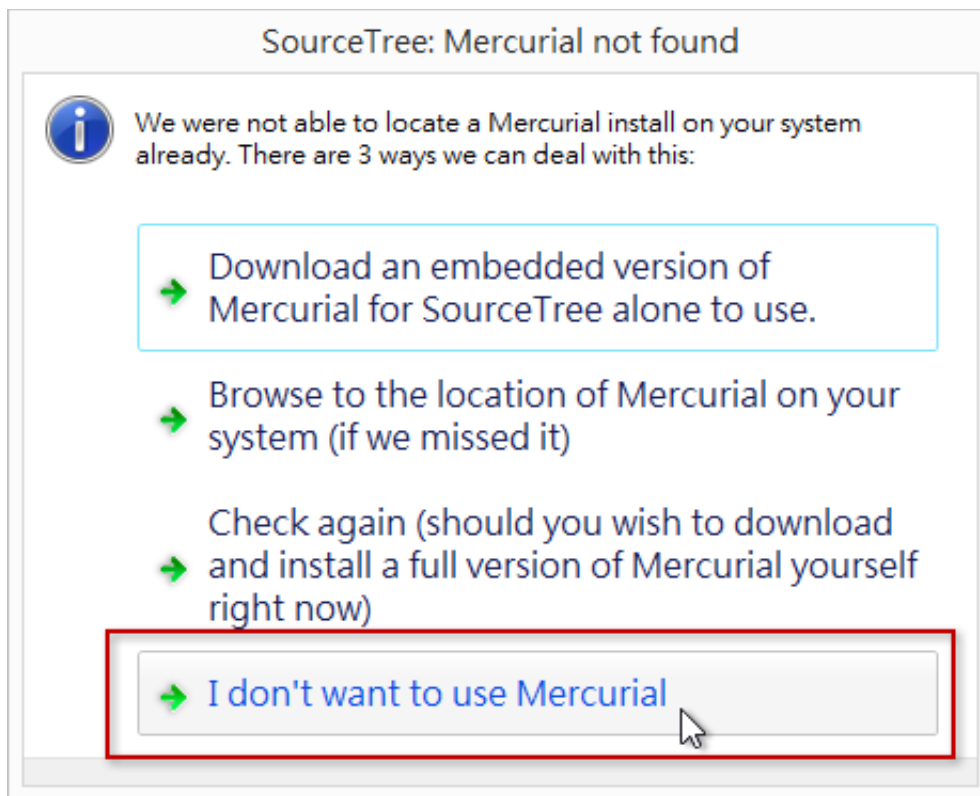 SourceTree: Mercurial not found
We were not able to locate a Mercurial install on your system
already. There are 3 ways we can deal with this:
Download an embedded version of
Mercurial for SourceTree alone to use.
Browse to the location of Mercurial on your
system (if we missed it)
Check again (should you wish to download
and install a full version of Mercurial yourself
right now)
I don't want to use Mercurial